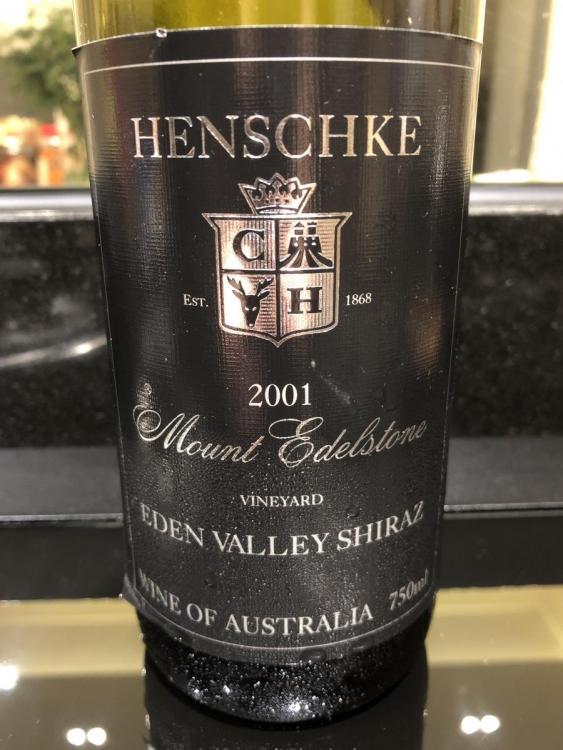 HENSCHKE
C
H
EST. 1868
2001
Mount Edelstone
VINEYARD
EDEN VALLEY SHIRAZ
WINE OF AUSTRALIA 750ml